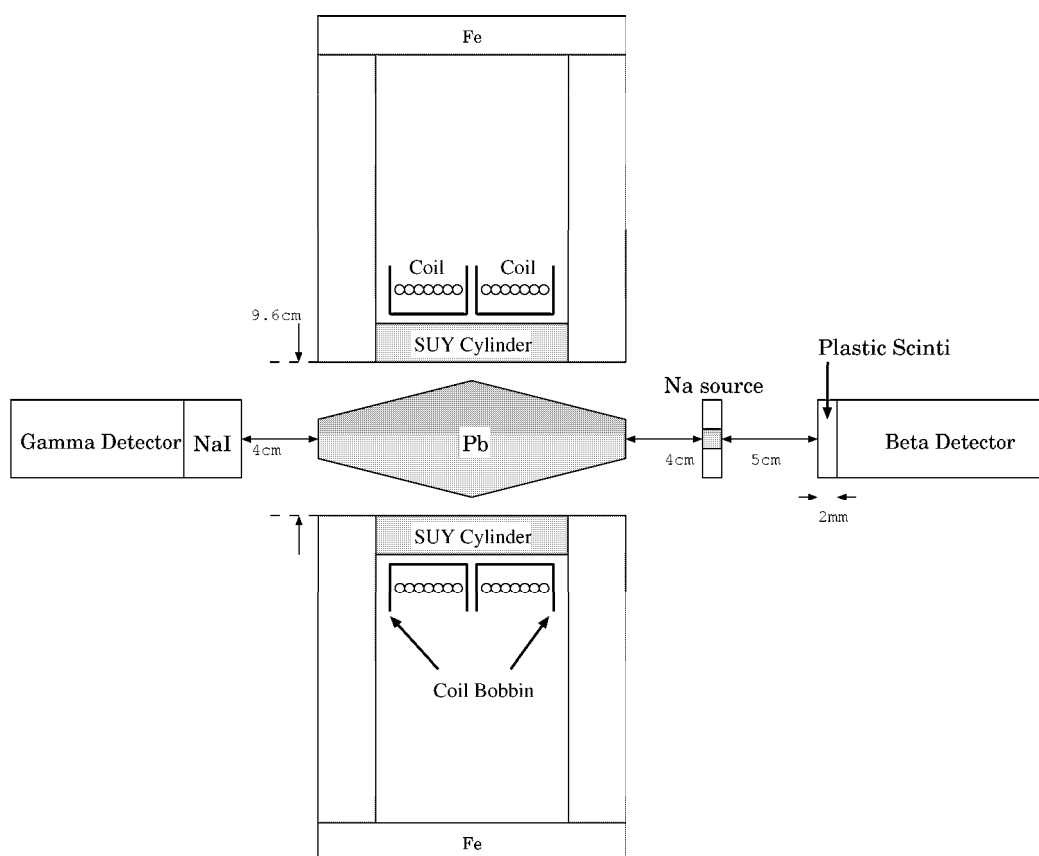 Fe
Coil Coil
9.6cm
SUY Cylinder
Plastic Scinti
Na source
Gamma Detector NaI
4cm
Pb
4cm
5cm
Beta Detector
2mm
SUY Cylinder
Coil Bobbin
Fe